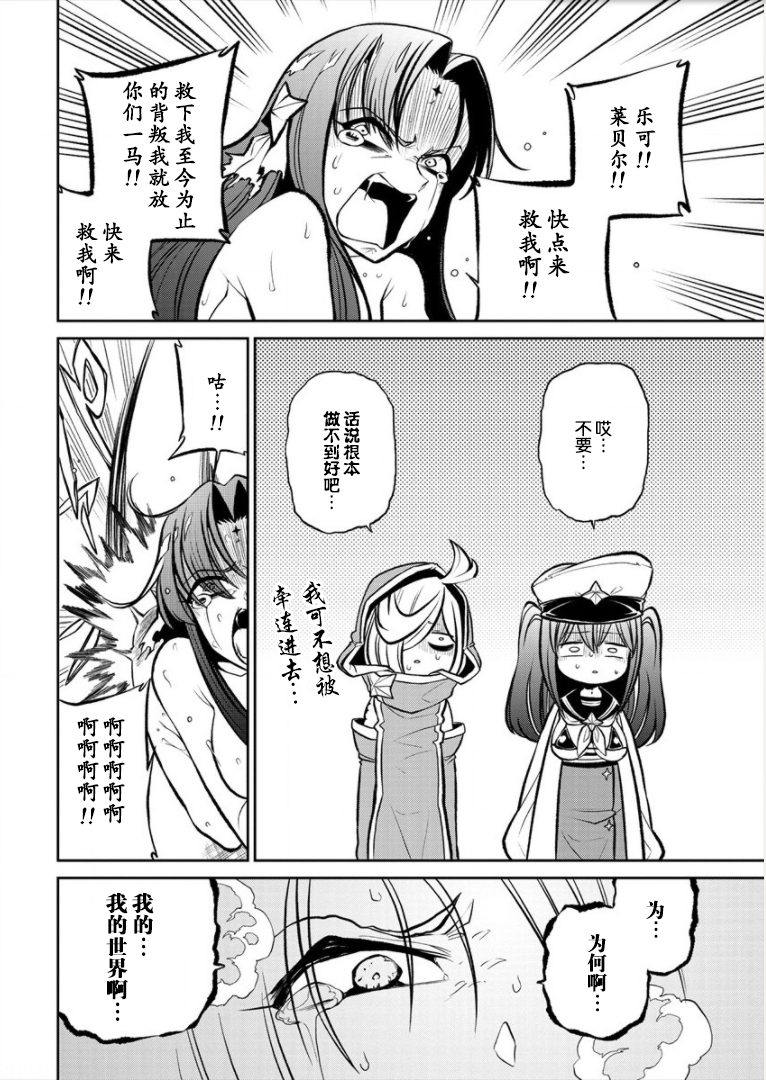 乐可!!
莱贝尔!!
快点来
救我啊!!
救下我至今为止
的背叛我就放
你们一马!!
快来
救我啊!!
哎…
不要…
话说很本
做不到好吧…
我可不想被
牵连进去…
咕…!!
啊啊啊啊
啊啊啊啊!!
为…
为何啊…
我的…
我的世界啊…